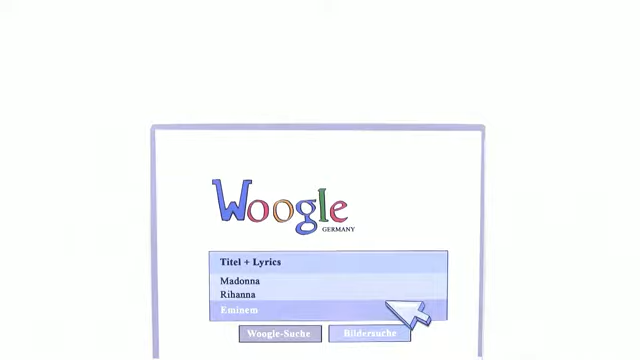 Woogle
GERMANY
Titel + Lyrics
Madonna
Rihanna
Eminem
Woogle-Suche
Bildersuche